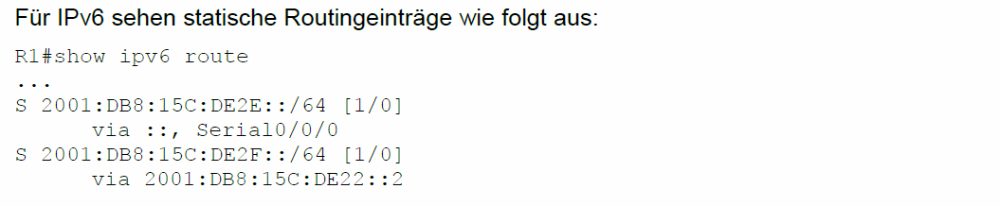 Für IPv6 sehen statische Routingeinträge wie folgt aus:
R1#show ipv6 route
...
S 2001:DB8:15C:DE2E::/64 [1/0]
via ::, Serial0/0/0
S 2001:DB8:15C:DE2F::/64 [1/0]
via 2001:DB8:15C:DE22::2